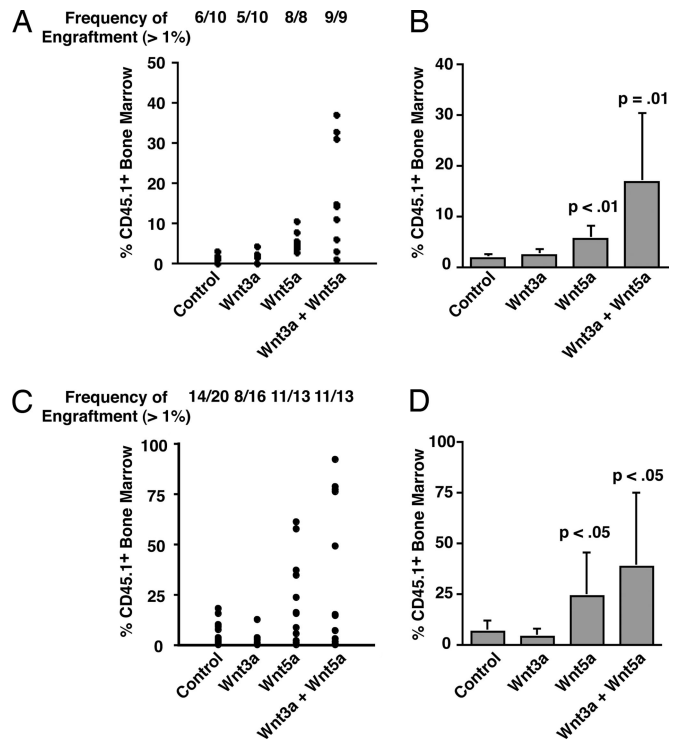 A
Frequency of 6/10 5/10 8/8 9/9
Engraftment (> 1%)
% CD45.1+ Bone Marrow
50
40
30
20
10
0
Control
Wnt3a
Wnt5a
Wnt3a + Wnt5a
B
% CD45.1+ Bone Marrow
40
30
20
10
0
p < .01
p = .01
Control
Wnt3a
Wnt5a
Wnt3a + Wnt5a
C
Frequency of 14/20 8/16 11/13 11/13
Engraftment (> 1%)
% CD45.1+ Bone Marrow
100
75
50
25
0
Control
Wnt3a
Wnt5a
Wnt3a + Wnt5a
D
% CD45.1+ Bone Marrow
100
75
50
25
0
p < .05
p < .05
Control
Wnt3a
Wnt5a
Wnt3a + Wnt5a